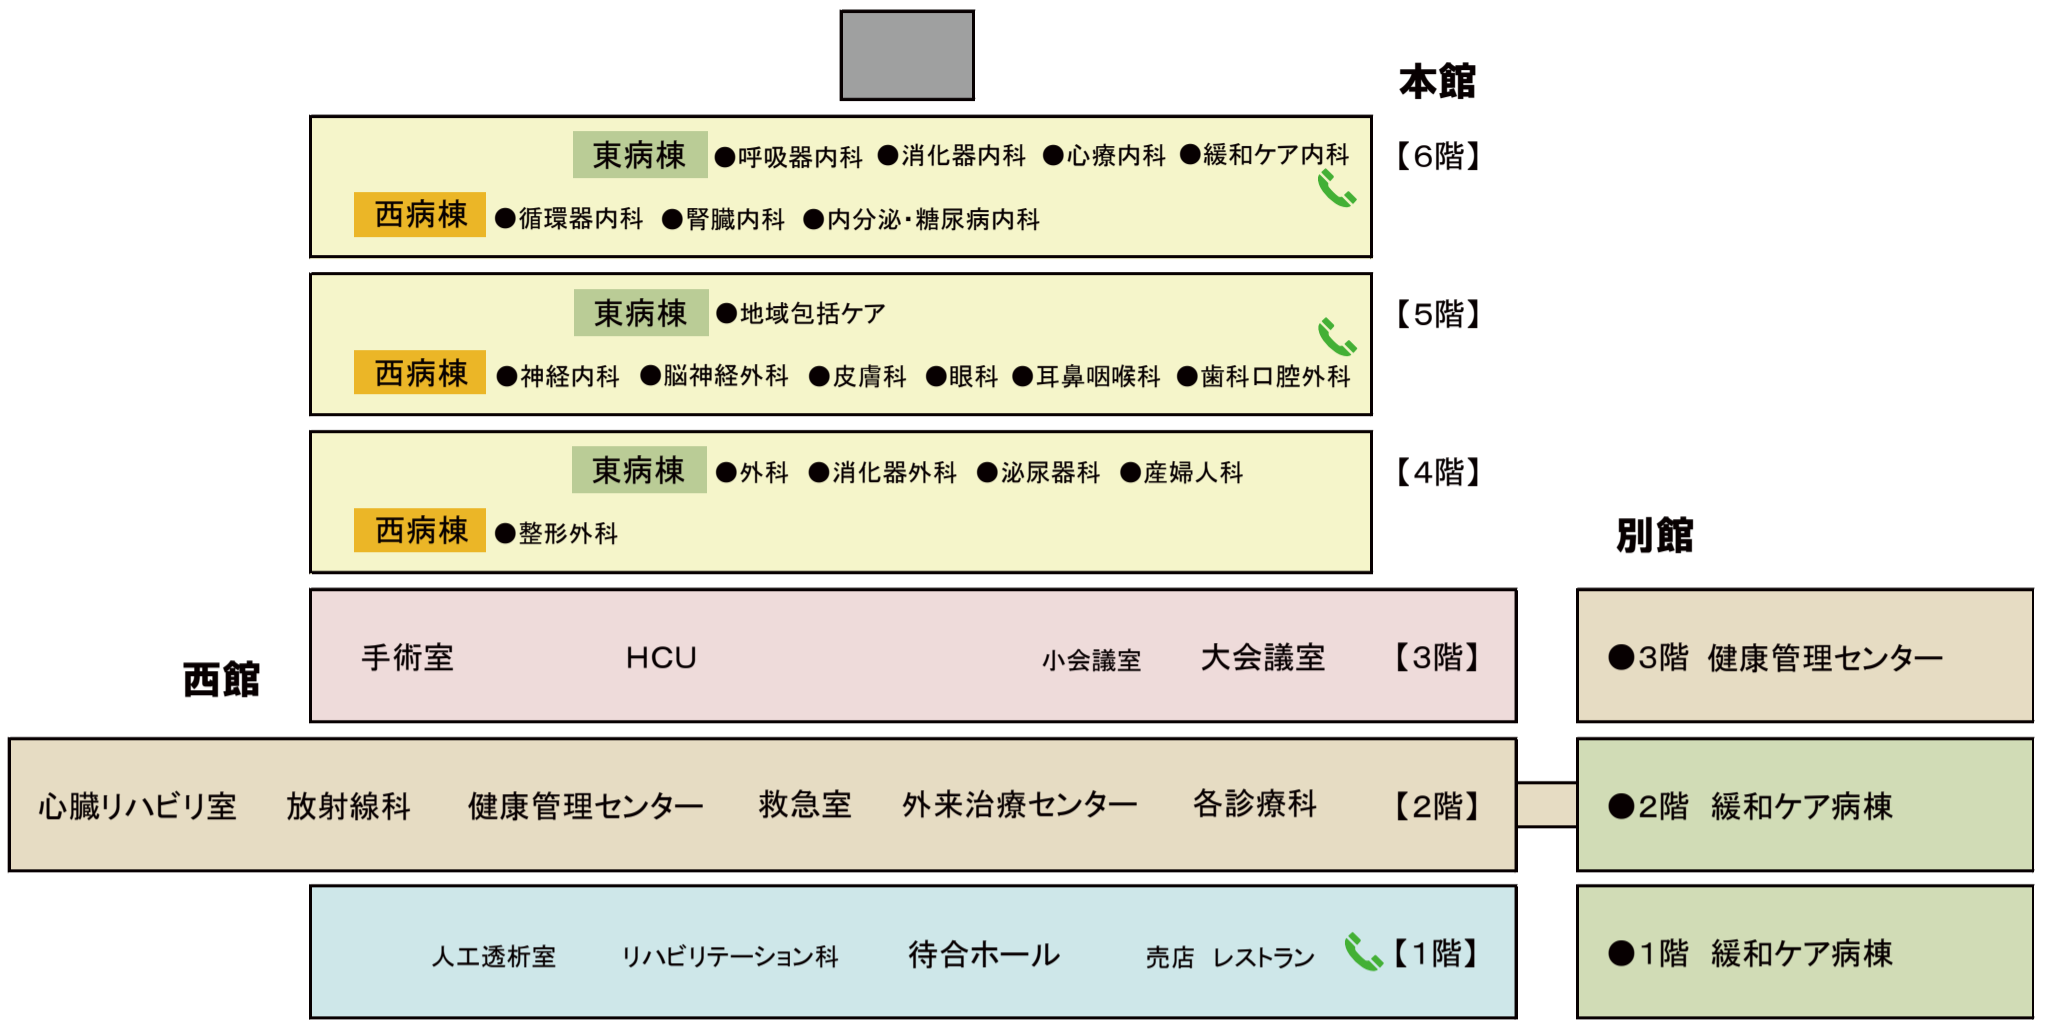 本館
東病棟 ●呼吸器内科 ●消化器内科 ●心療内科 ●緩和ケア内科 【6階】
西病棟 ●循環器内科 ●腎臓内科 ●内分泌・糖尿病内科
東病棟 ●地域包括ケア 【5階】
西病棟 ●神経内科 ●脳神経外科 ●皮膚科 ●眼科 ●耳鼻咽喉科 ●歯科口腔外科
東病棟 ●外科 ●消化器外科 ●泌尿器科 ●産婦人科 【4階】
西病棟 ●整形外科
別館
手術室 HCU 小会議室 大会議室 【3階】
●3階 健康管理センター
西館
心臓リハビリ室 放射線科 健康管理センター 救急室 外来治療センター 各診療科 【2階】
●2階 緩和ケア病棟
人工透析室 リハビリテーション科 待合ホール 売店 レストラン 【1階】
●1階 緩和ケア病棟